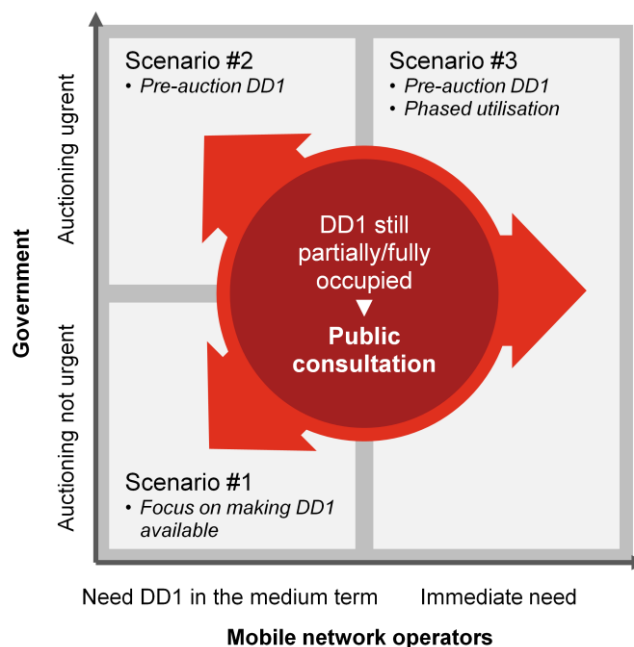 Scenario #2
• Pre-auction DD1
Scenario #3
• Pre-auction DD1
• Phased utilisation
Auctioning ugrent
Government
DD1 still
partially/fully
occupied
▼
Public
consultation
Auctioning not urgent
Scenario #1
• Focus on making DD1
available
Need DD1 in the medium term
Immediate need
Mobile network operators